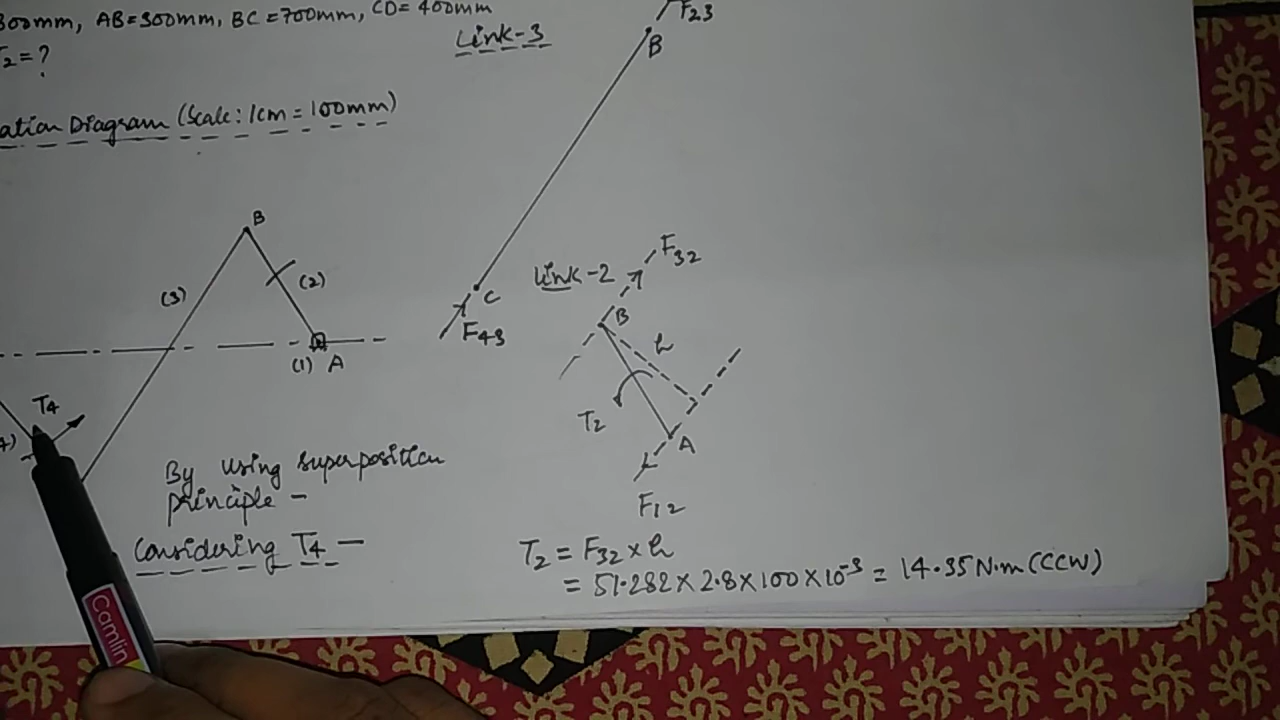 300mm, AB=300mm, BC=700mm, CD=400mm
T2=?
ation Diagram (Scale: 1cm=100mm)
Link-3
F23
B
C
F43
B
(3)
(2)
(1) A
T4
4)
Link-2
F32
B
h
T2
A
F12
By using superposition
principle -
Considering T4 -
T2 = F32 × h
= 51.282 × 2.8 × 100 × 10^-3 = 14.35 N.m (CCW)
Camlin